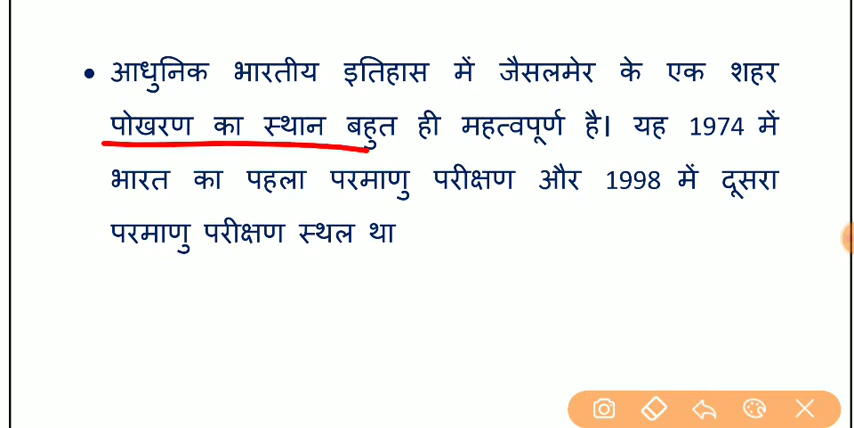 • आधुनिक भारतीय इतिहास में जैसलमेर के एक शहर
पोखरण का स्थान बहुत ही महत्वपूर्ण है। यह 1974 में
भारत का पहला परमाणु परीक्षण और 1998 में दूसरा
परमाणु परीक्षण स्थल था